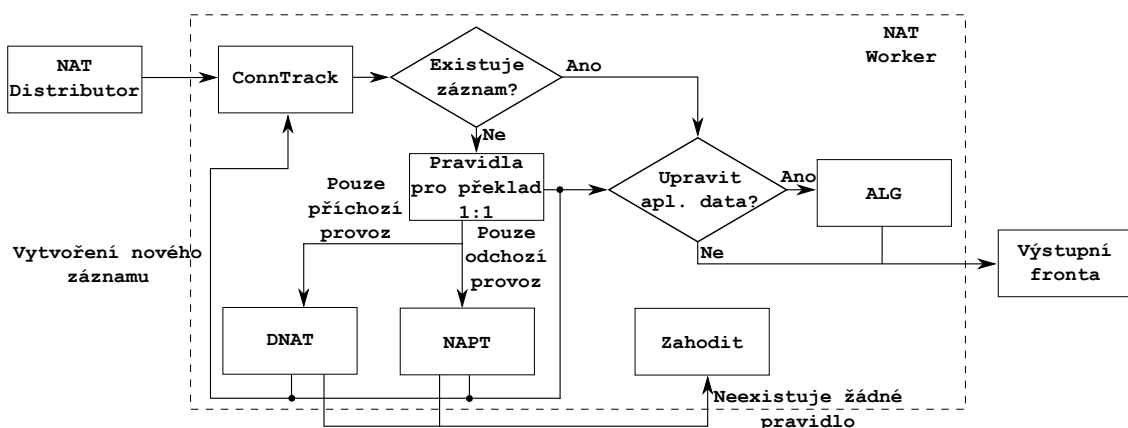 NAT
Worker
NAT
Distributor
ConnTrack
Existuje
záznam?
Ano
Ne
Pravidla
pro překlad
1:1
Upravit
apl. data?
Ano
ALG
Ne
Pouze
příchozí
provoz
Pouze
odchozí
provoz
Vytvoření nového
záznamu
Výstupní
fronta
DNAT
NAPT
Zahodit
Neexistuje žádné
pravidlo